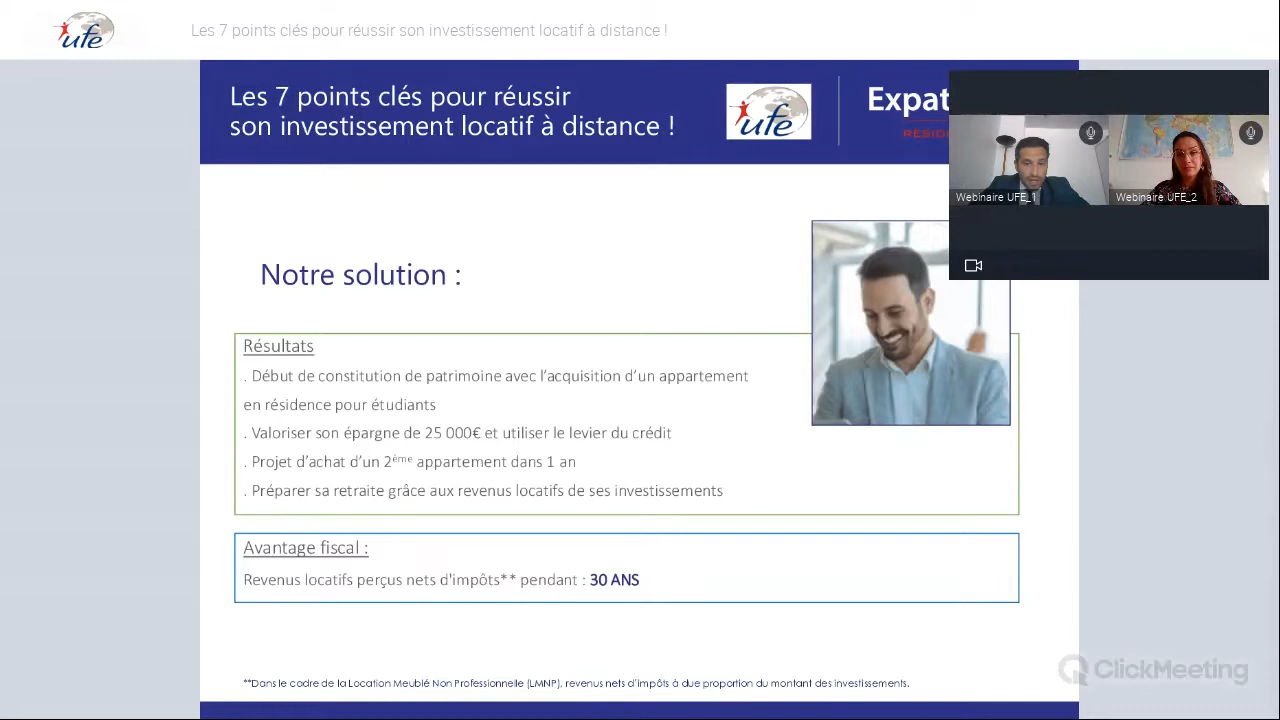 ufe
Les 7 points clés pour réussir son investissement locatif à distance !
Les 7 points clés pour réussir
son investissement locatif à distance !
ufe
Expat
RÉSID
Webinaire UFE_1
Webinaire UFE_2
Notre solution :
Résultats
. Début de constitution de patrimoine avec l’acquisition d’un appartement
en résidence pour étudiants
. Valoriser son épargne de 25 000€ et utiliser le levier du crédit
. Projet d’achat d’un 2ème appartement dans 1 an
. Préparer sa retraite grâce aux revenus locatifs de ses investissements
Avantage fiscal :
Revenus locatifs perçus nets d'impôts** pendant : 30 ANS
ClickMeeting
**Dans le cadre de la Location Meublé Non Professionnelle (LMNP), revenus nets d’impôts à due proportion du montant des investissements.